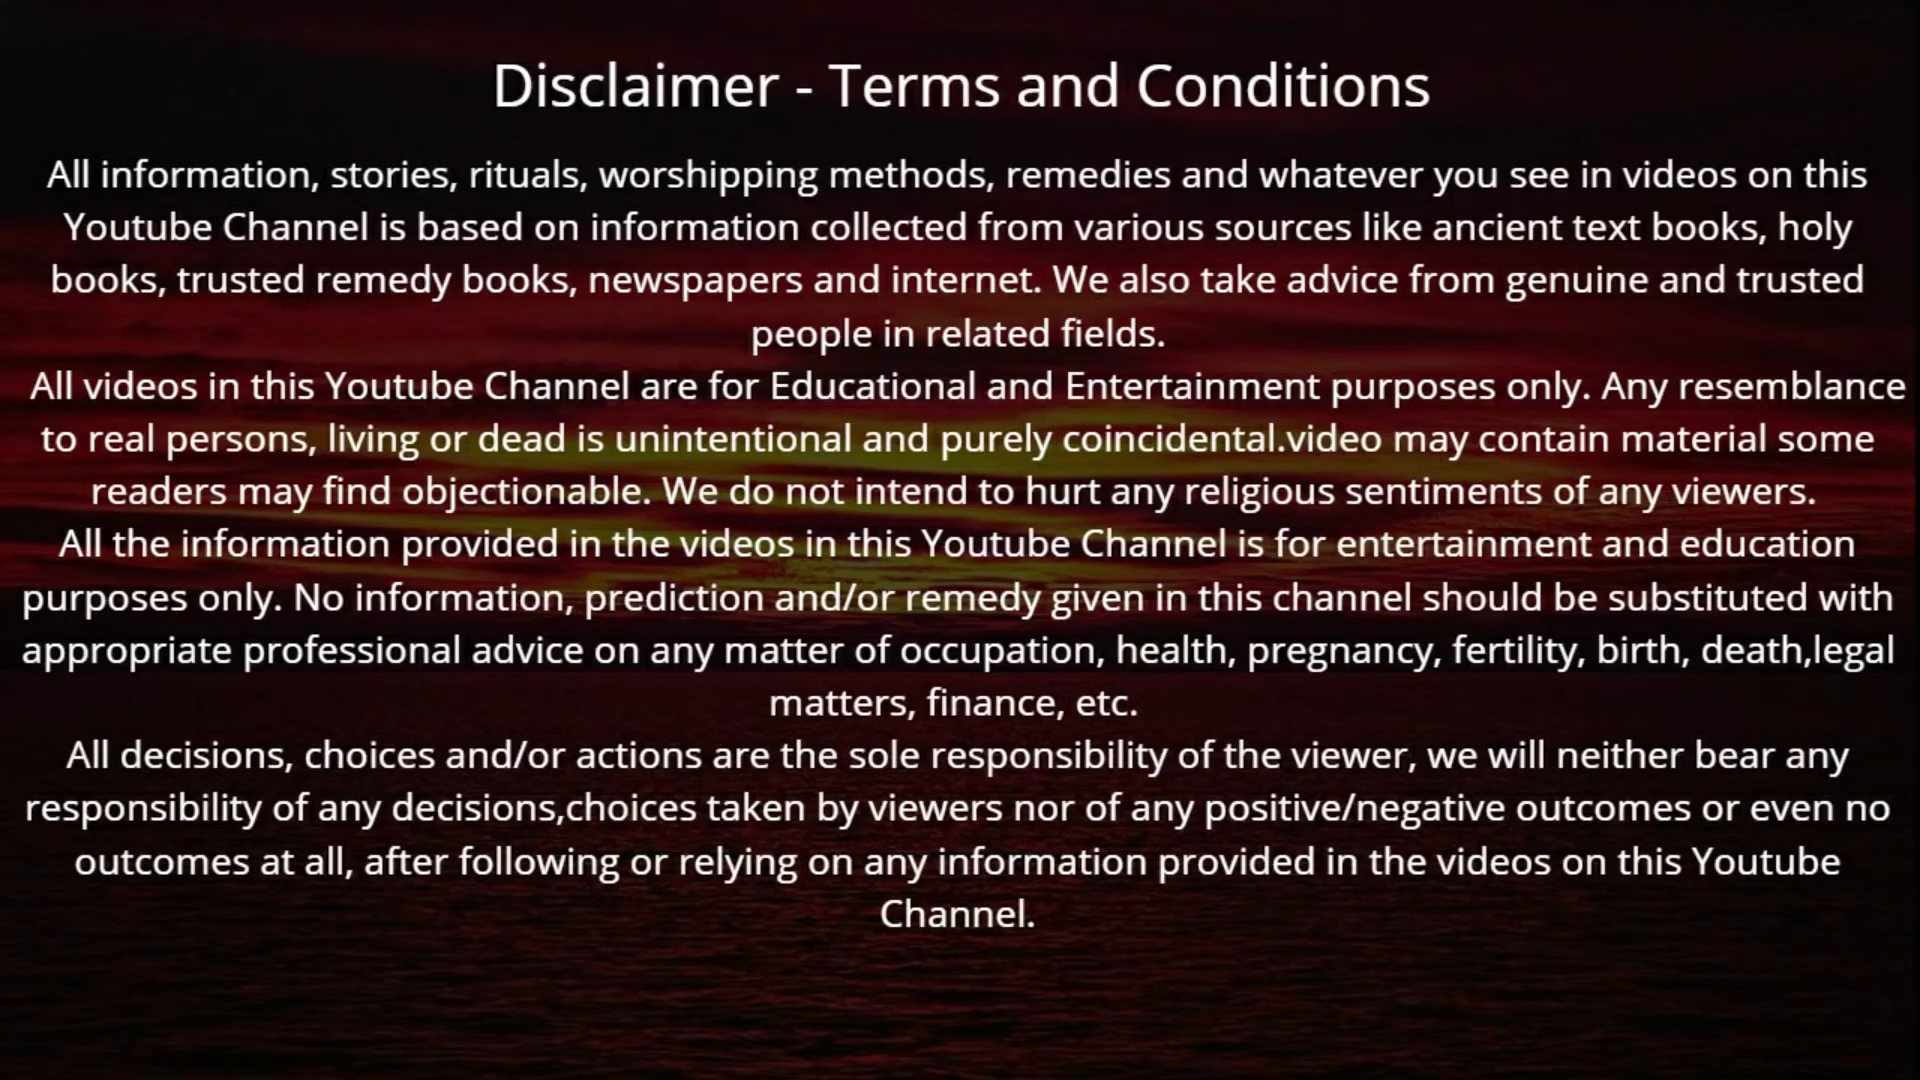 Disclaimer - Terms and Conditions
All information, stories, rituals, worshipping methods, remedies and whatever you see in videos on this
Youtube Channel is based on information collected from various sources like ancient text books, holy
books, trusted remedy books, newspapers and internet. We also take advice from genuine and trusted
people in related fields.
All videos in this Youtube Channel are for Educational and Entertainment purposes only. Any resemblance
to real persons, living or dead is unintentional and purely coincidental.video may contain material some
readers may find objectionable. We do not intend to hurt any religious sentiments of any viewers.
All the information provided in the videos in this Youtube Channel is for entertainment and education
purposes only. No information, prediction and/or remedy given in this channel should be substituted with
appropriate professional advice on any matter of occupation, health, pregnancy, fertility, birth, death,legal
matters, finance, etc.
All decisions, choices and/or actions are the sole responsibility of the viewer, we will neither bear any
responsibility of any decisions,choices taken by viewers nor of any positive/negative outcomes or even no
outcomes at all, after following or relying on any information provided in the videos on this Youtube
Channel.